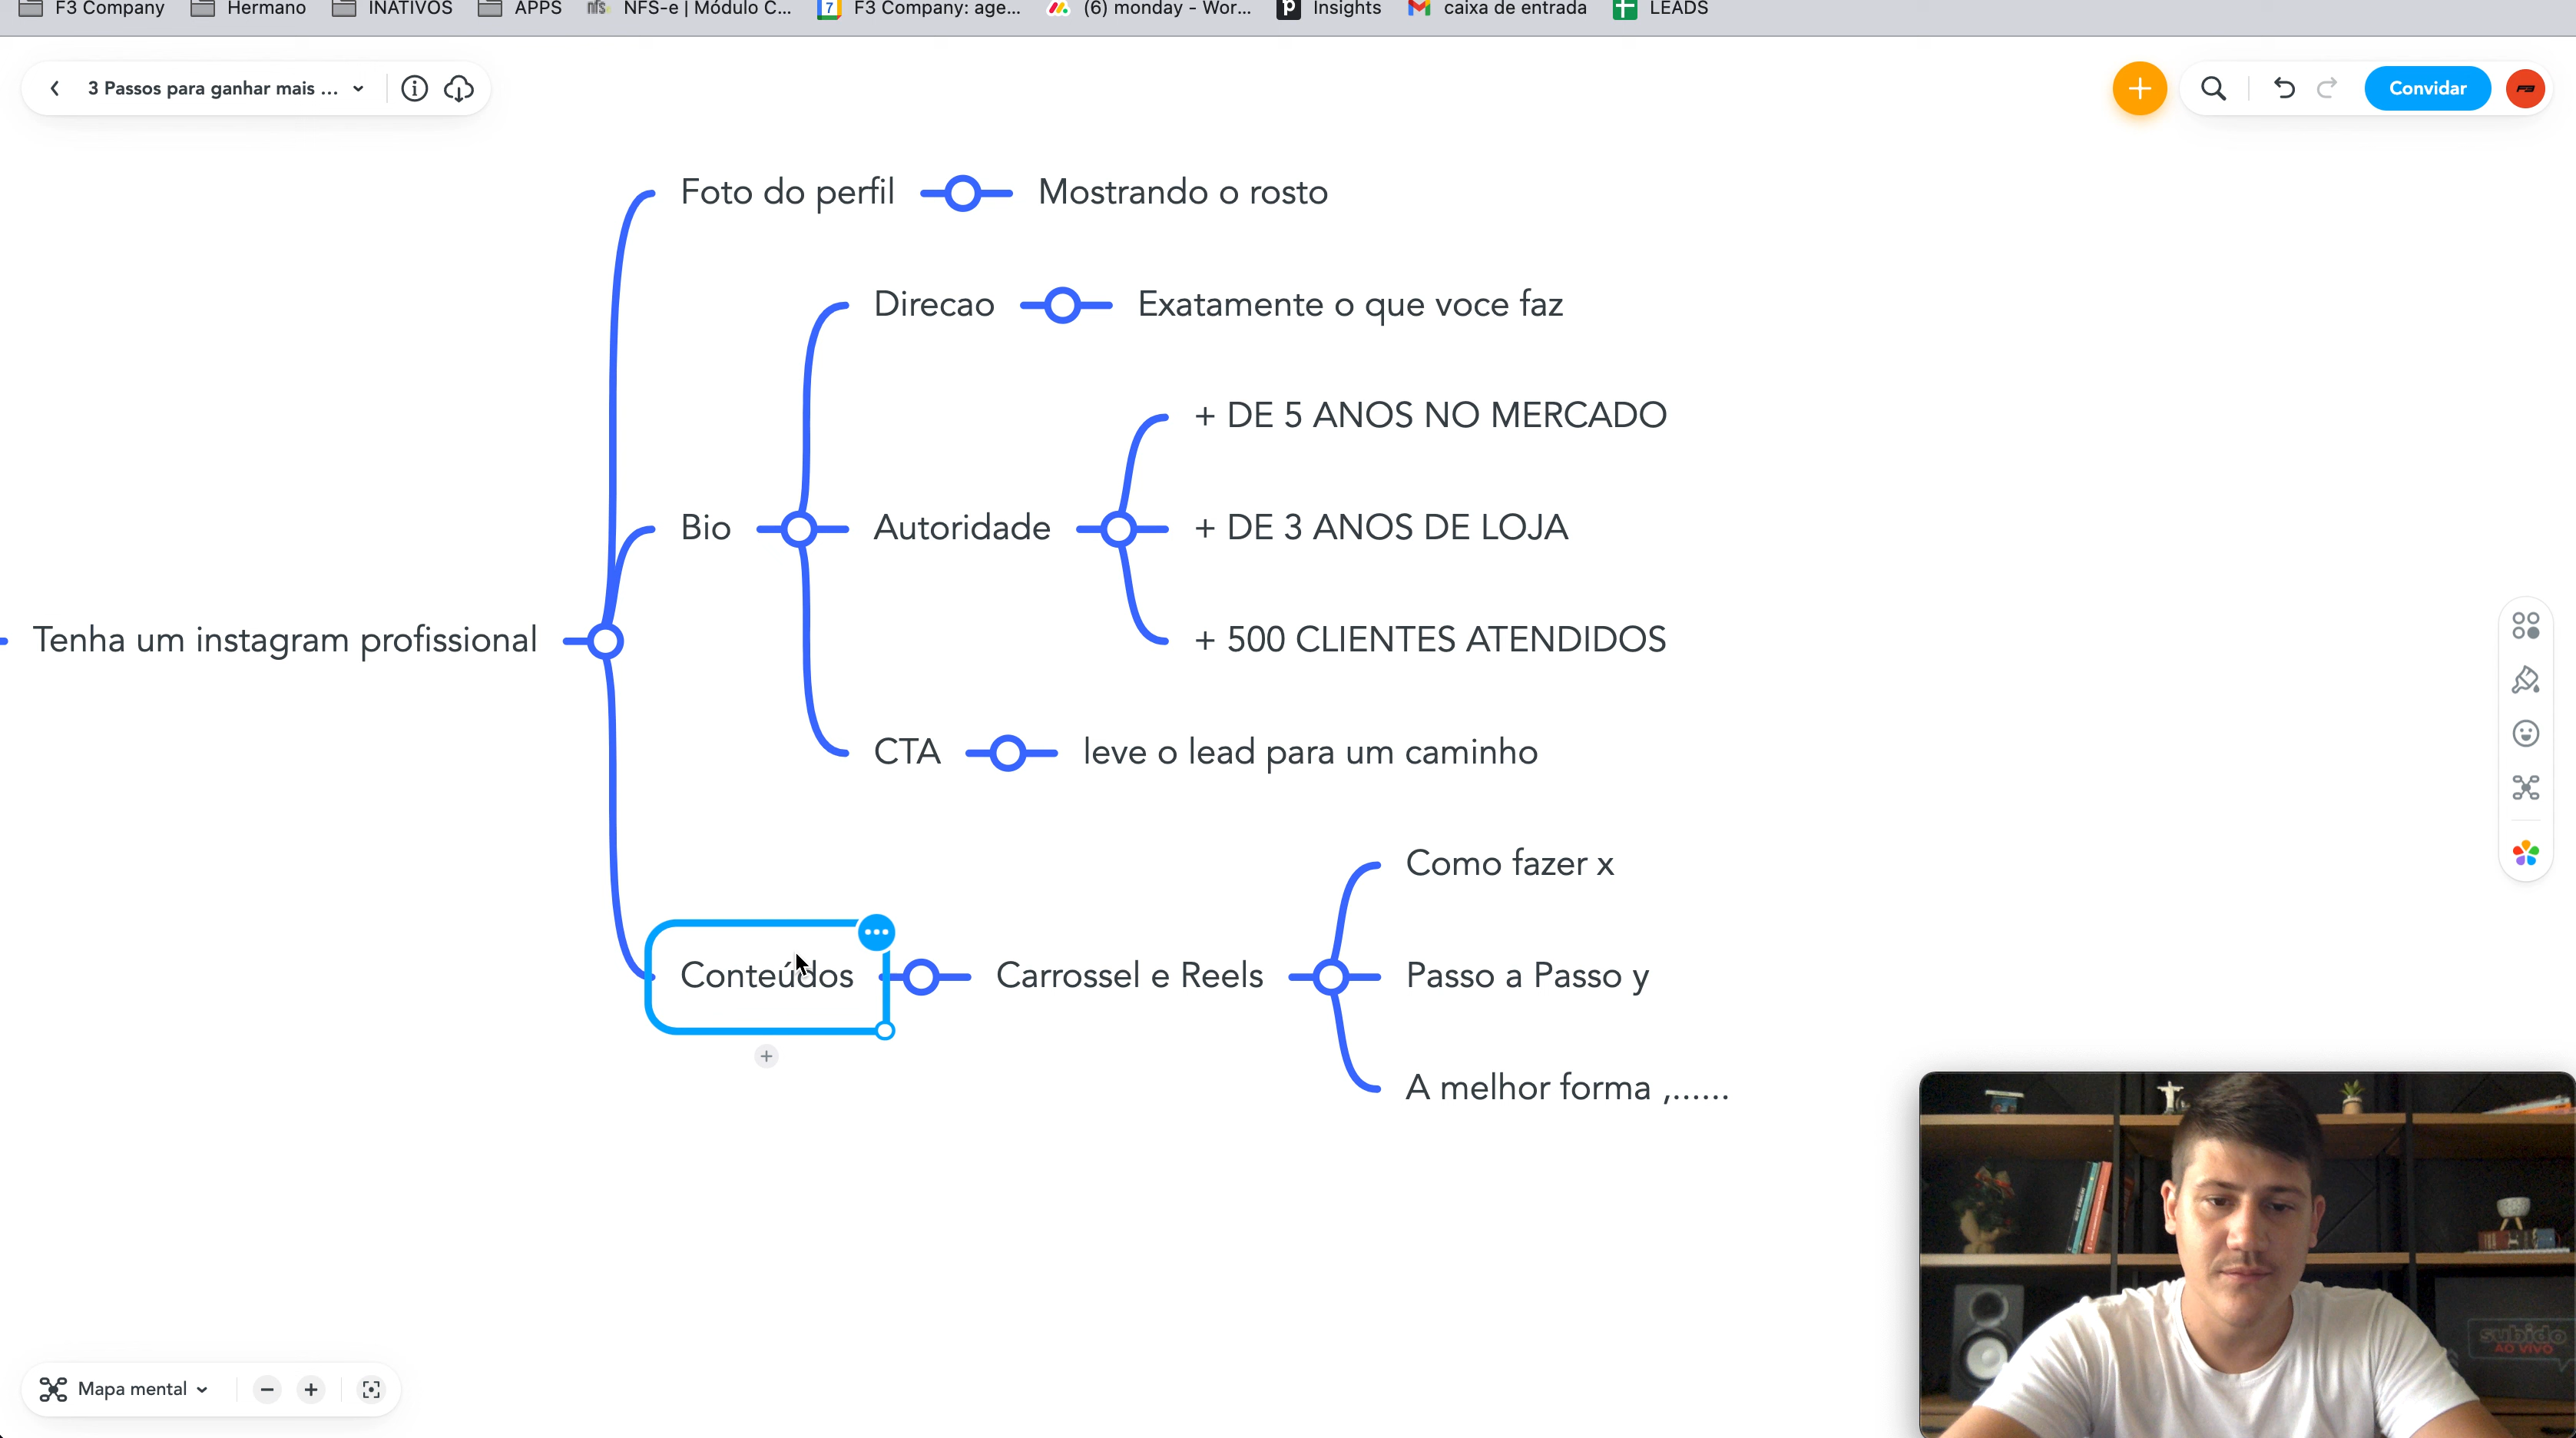 F3 Company
Hermano
INATIVOS
APPS
NFS-e | Módulo C...
F3 Company: age...
(6) monday - Wor...
Insights
caixa de entrada
LEADS
3 Passos para ganhar mais ...
Convidar
Foto do perfil
Mostrando o rosto
Direcao
Exatamente o que voce faz
+ DE 5 ANOS NO MERCADO
Bio
Autoridade
+ DE 3 ANOS DE LOJA
Tenha um instagram profissional
+ 500 CLIENTES ATENDIDOS
CTA
leve o lead para um caminho
Como fazer x
Conteúdos
Carrossel e Reels
Passo a Passo y
A melhor forma ,......
subido
AO VIVO
Mapa mental